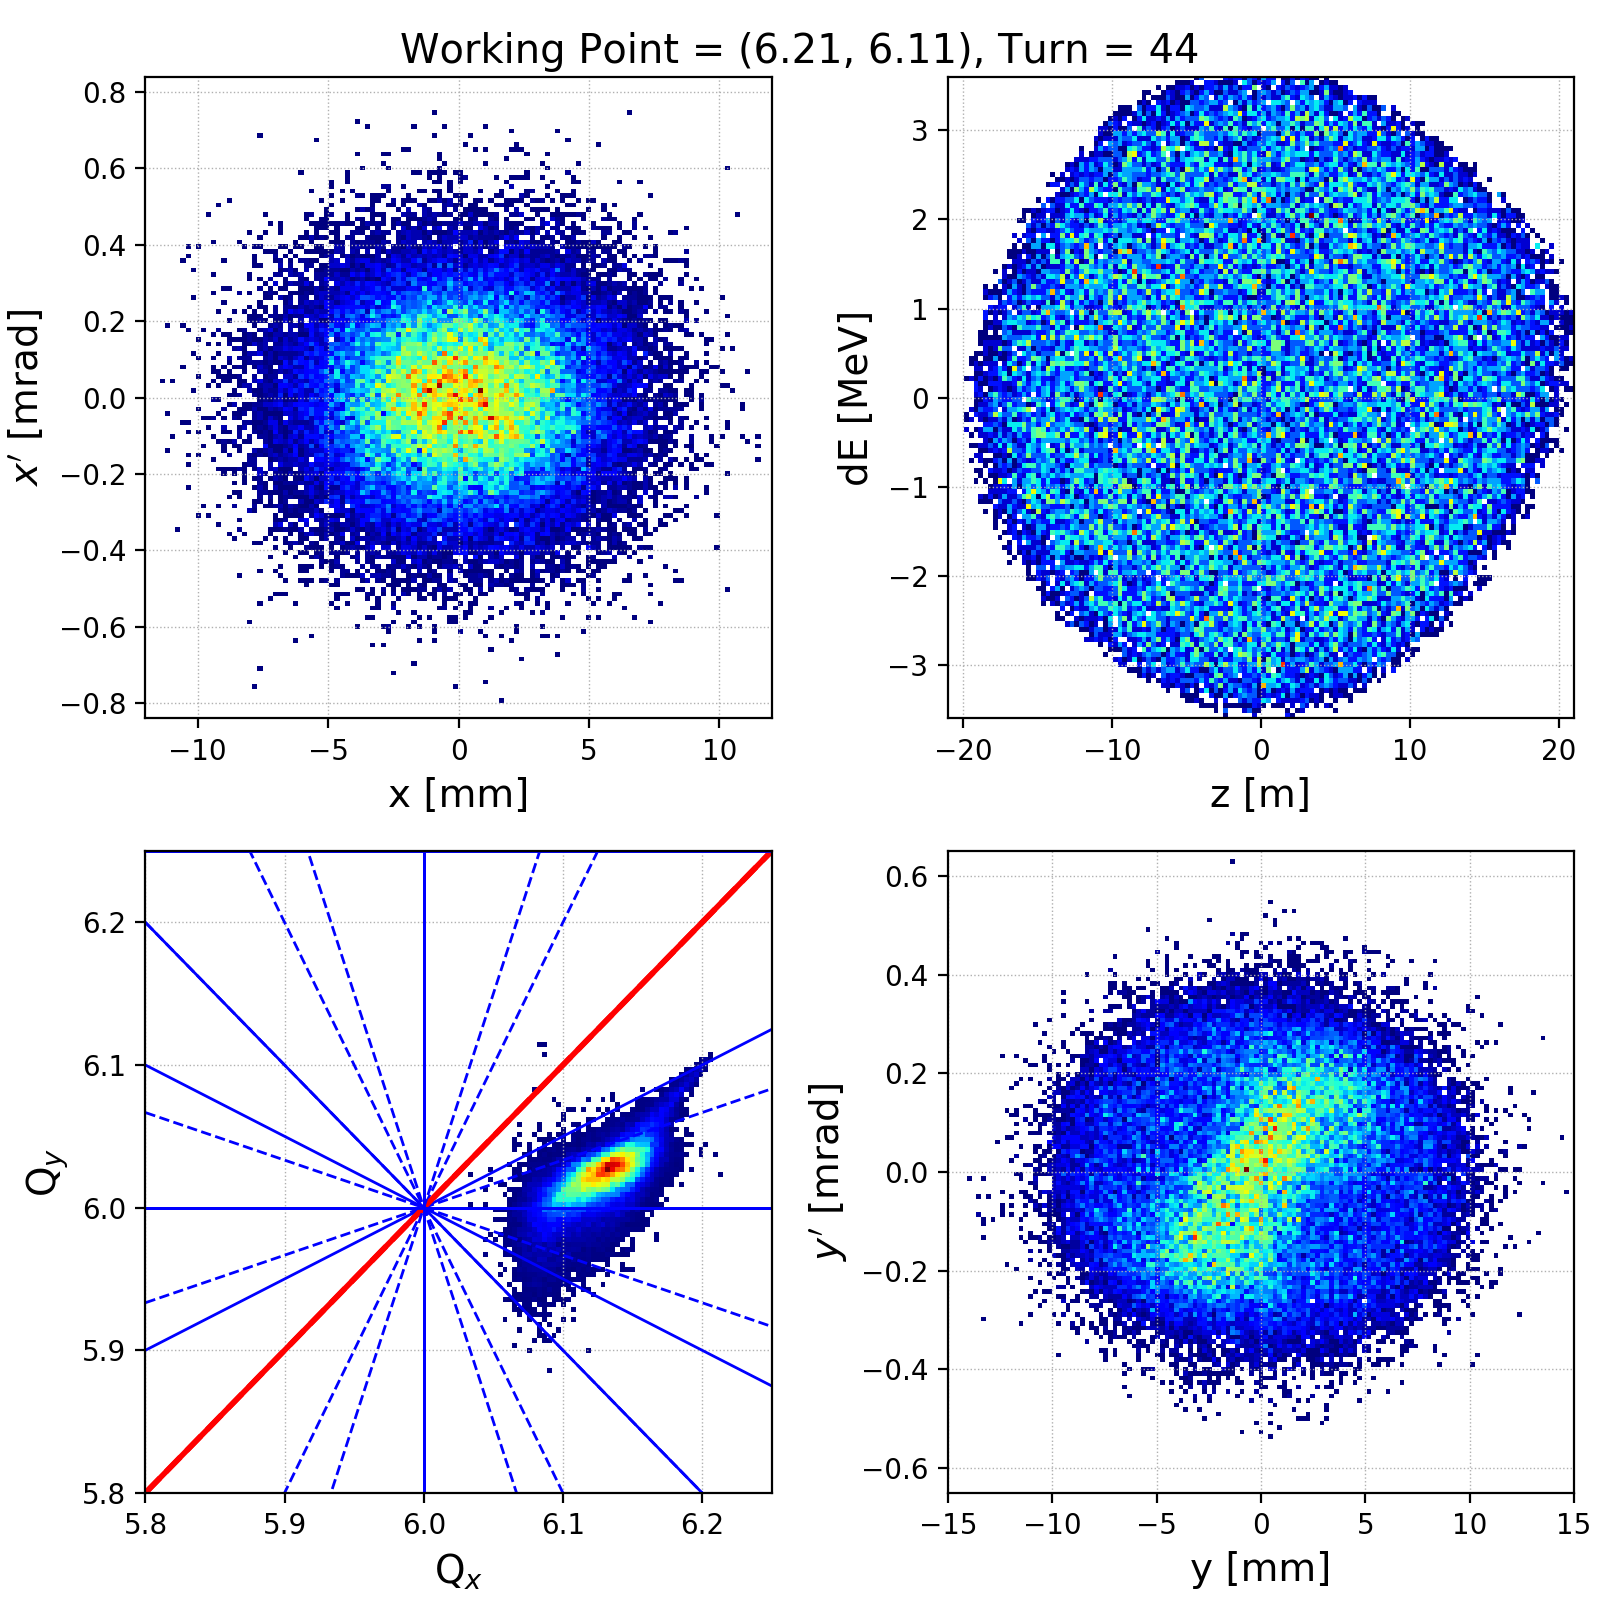 Working Point = (6.21, 6.11), Turn = 44
0.8
0.6
0.4
0.2
0.0
−0.2
−0.4
−0.6
−0.8
x′ [mrad]
−10 −5 0 5 10
x [mm]
3
2
1
0
−1
−2
−3
dE [MeV]
−20 −10 0 10 20
z [m]
6.2
6.1
6.0
5.9
5.8
Qy
5.8 5.9 6.0 6.1 6.2
Qx
0.6
0.4
0.2
0.0
−0.2
−0.4
−0.6
y′ [mrad]
−15 −10 −5 0 5 10 15
y [mm]